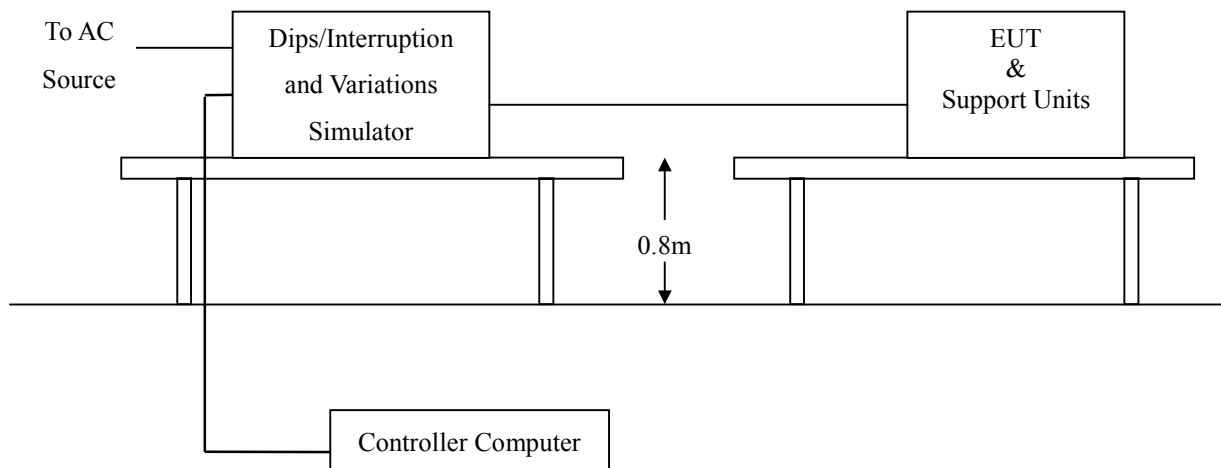 To AC
Source
Dips/Interruption
and Variations
Simulator
EUT
&
Support Units
0.8m
Controller Computer